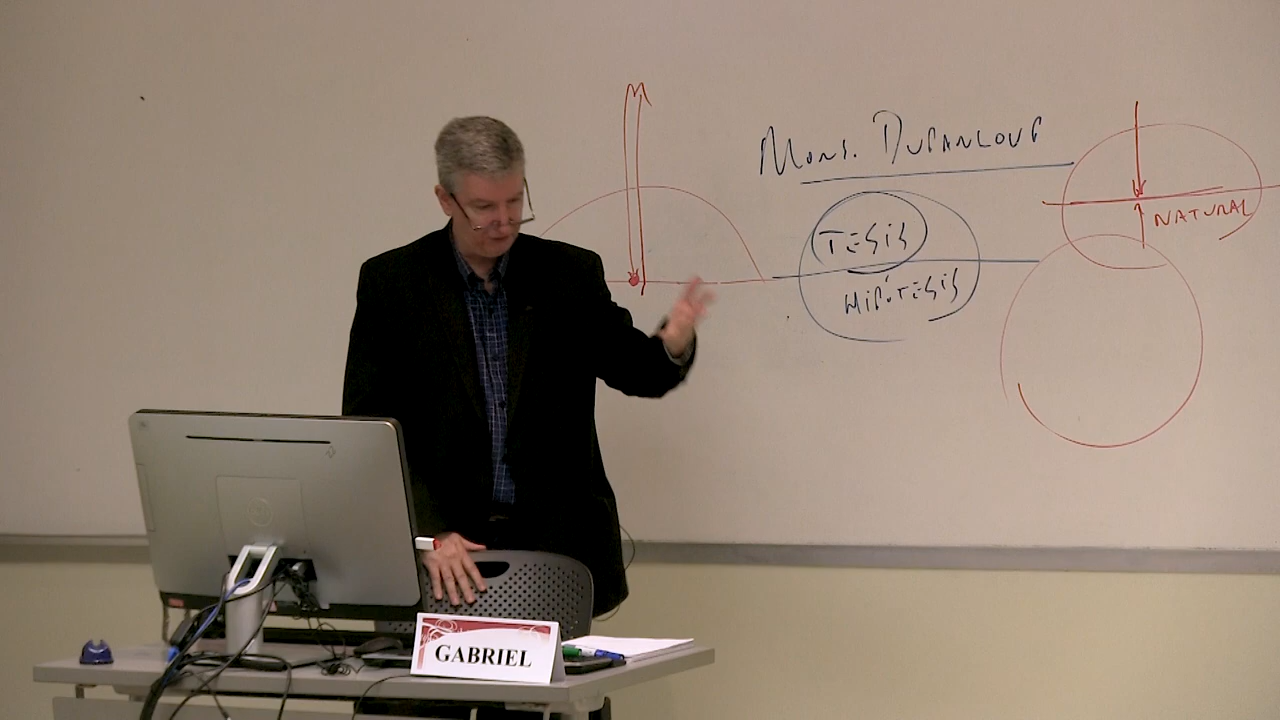 MONS. DUPANLOUP
TESIS
HIPÓTESIS
NATURAL
GABRIEL